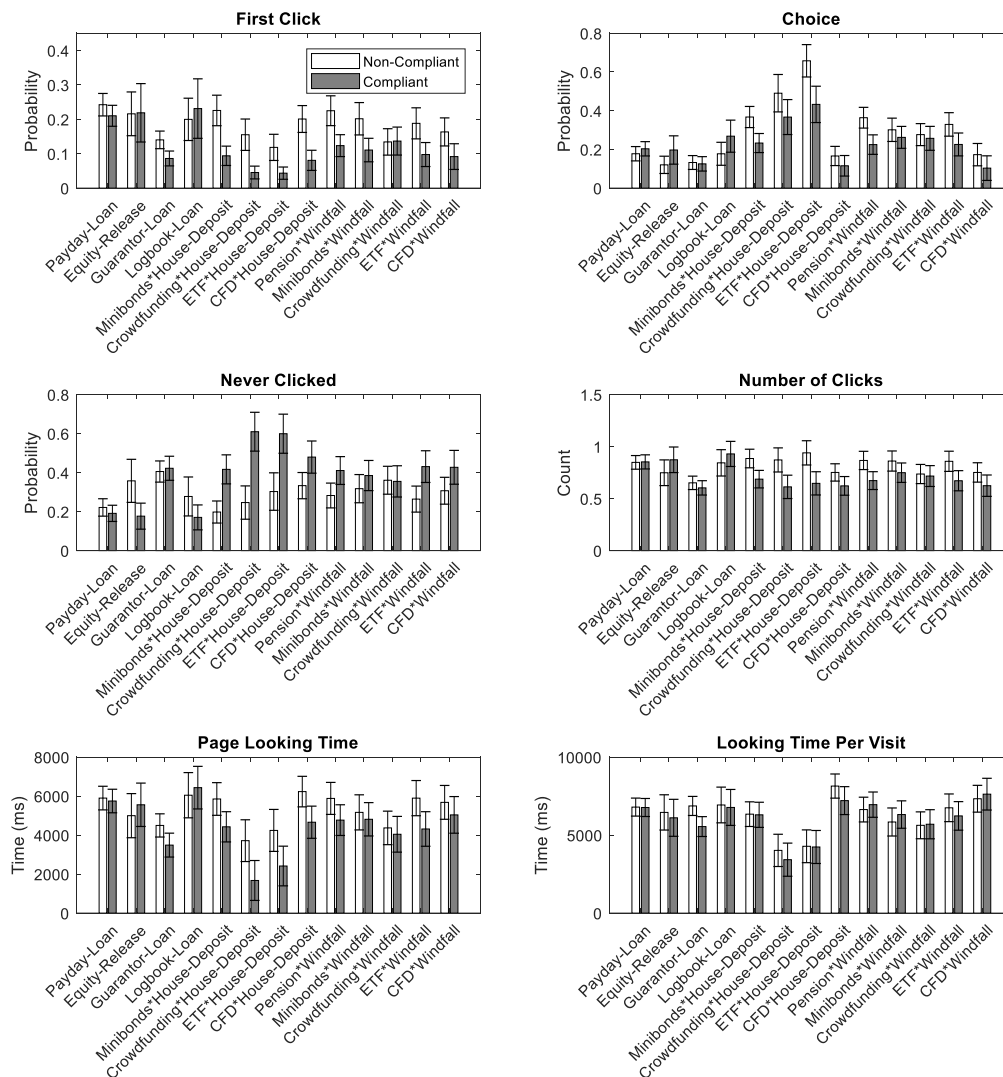 First Click
0.4
0.3
0.2
0.1
0
Probability
Non-Compliant
Compliant
Payday-Loan
Equity-Release
Guarantor-Loan
Logbook-Loan
Minibonds*House-Deposit
Crowdfunding*House-Deposit
ETF*House-Deposit
CFD*House-Deposit
Pension*Windfall
Minibonds*Windfall
Crowdfunding*Windfall
ETF*Windfall
CFD*Windfall
Choice
0.8
0.6
0.4
0.2
0
Probability
Payday-Loan
Equity-Release
Guarantor-Loan
Logbook-Loan
Minibonds*House-Deposit
Crowdfunding*House-Deposit
ETF*House-Deposit
CFD*House-Deposit
Pension*Windfall
Minibonds*Windfall
Crowdfunding*Windfall
ETF*Windfall
CFD*Windfall
Never Clicked
0.8
0.6
0.4
0.2
0
Probability
Payday-Loan
Equity-Release
Guarantor-Loan
Logbook-Loan
Minibonds*House-Deposit
Crowdfunding*House-Deposit
ETF*House-Deposit
CFD*House-Deposit
Pension*Windfall
Minibonds*Windfall
Crowdfunding*Windfall
ETF*Windfall
CFD*Windfall
Number of Clicks
1.5
1
0.5
0
Count
Payday-Loan
Equity-Release
Guarantor-Loan
Logbook-Loan
Minibonds*House-Deposit
Crowdfunding*House-Deposit
ETF*House-Deposit
CFD*House-Deposit
Pension*Windfall
Minibonds*Windfall
Crowdfunding*Windfall
ETF*Windfall
CFD*Windfall
Page Looking Time
8000
6000
4000
2000
0
Time (ms)
Payday-Loan
Equity-Release
Guarantor-Loan
Logbook-Loan
Minibonds*House-Deposit
Crowdfunding*House-Deposit
ETF*House-Deposit
CFD*House-Deposit
Pension*Windfall
Minibonds*Windfall
Crowdfunding*Windfall
ETF*Windfall
CFD*Windfall
Looking Time Per Visit
10000
5000
0
Time (ms)
Payday-Loan
Equity-Release
Guarantor-Loan
Logbook-Loan
Minibonds*House-Deposit
Crowdfunding*House-Deposit
ETF*House-Deposit
CFD*House-Deposit
Pension*Windfall
Minibonds*Windfall
Crowdfunding*Windfall
ETF*Windfall
CFD*Windfall